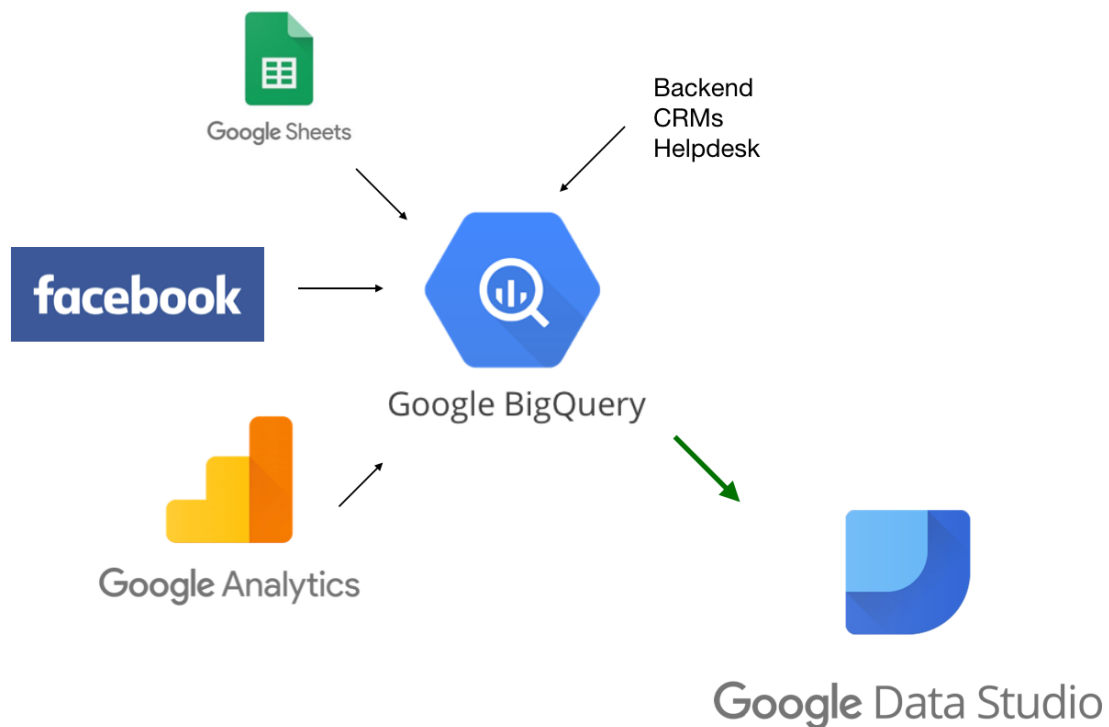 Google Sheets
Backend
CRMs
Helpdesk
facebook
Google BigQuery
Google Analytics
Google Data Studio